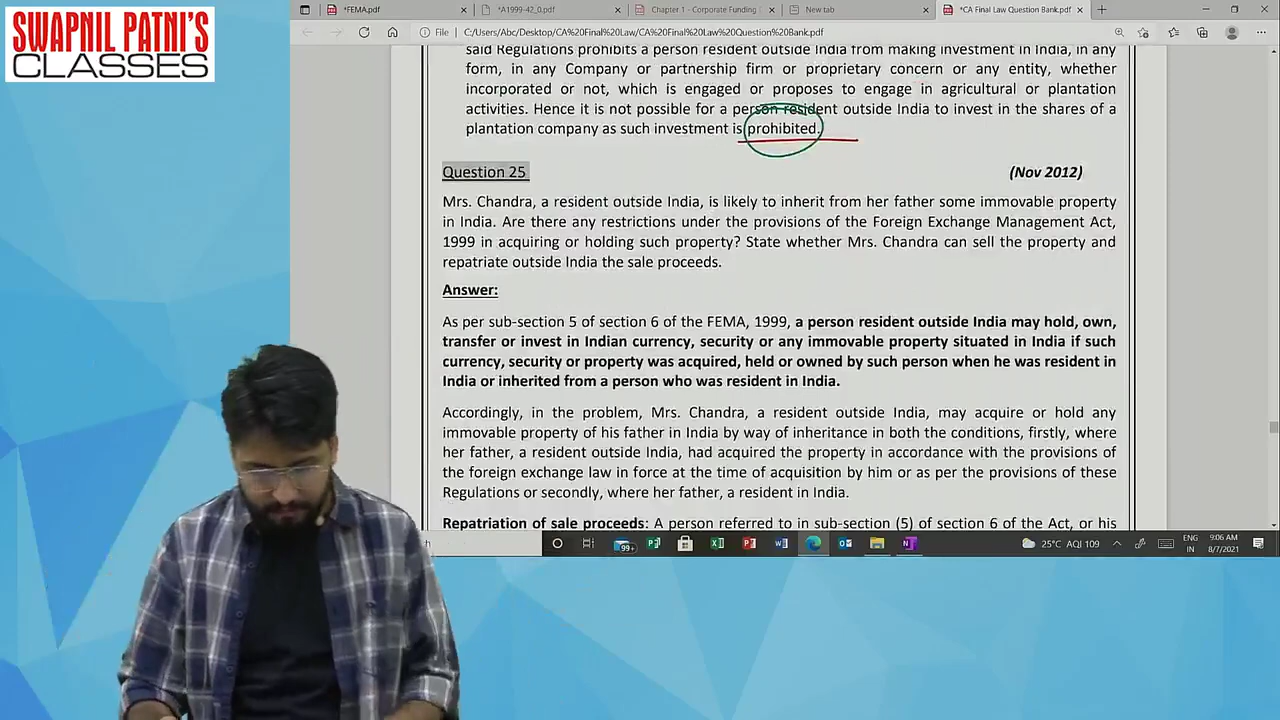 SWAPNIL PATNI'S
CLASSES
*FEMA.pdf
*A1999-42_0.pdf
Chapter 1 - Corporate Funding
New tab
*CA Final Law Question Bank.pdf
File
C:/Users/Abc/Desktop/CA%20Final%20Law/CA%20Final%20Law%20Question%20Bank.pdf
said Regulations prohibits a person resident outside India from making investment in India, in any
form, in any Company or partnership firm or proprietary concern or any entity, whether
incorporated or not, which is engaged or proposes to engage in agricultural or plantation
activities. Hence it is not possible for a person resident outside India to invest in the shares of a
plantation company as such investment is prohibited.
Question 25
(Nov 2012)
Mrs. Chandra, a resident outside India, is likely to inherit from her father some immovable property
in India. Are there any restrictions under the provisions of the Foreign Exchange Management Act,
1999 in acquiring or holding such property? State whether Mrs. Chandra can sell the property and
repatriate outside India the sale proceeds.
Answer:
As per sub-section 5 of section 6 of the FEMA, 1999, a person resident outside India may hold, own,
transfer or invest in Indian currency, security or any immovable property situated in India if such
currency, security or property was acquired, held or owned by such person when he was resident in
India or inherited from a person who was resident in India.
Accordingly, in the problem, Mrs. Chandra, a resident outside India, may acquire or hold any
immovable property of his father in India by way of inheritance in both the conditions, firstly, where
her father, a resident outside India, had acquired the property in accordance with the provisions of
the foreign exchange law in force at the time of acquisition by him or as per the provisions of these
Regulations or secondly, where her father, a resident in India.
Repatriation of sale proceeds: A person referred to in sub-section (5) of section 6 of the Act, or his
99+
25°C AQI 109
ENG
IN
9:06 AM
8/7/2021